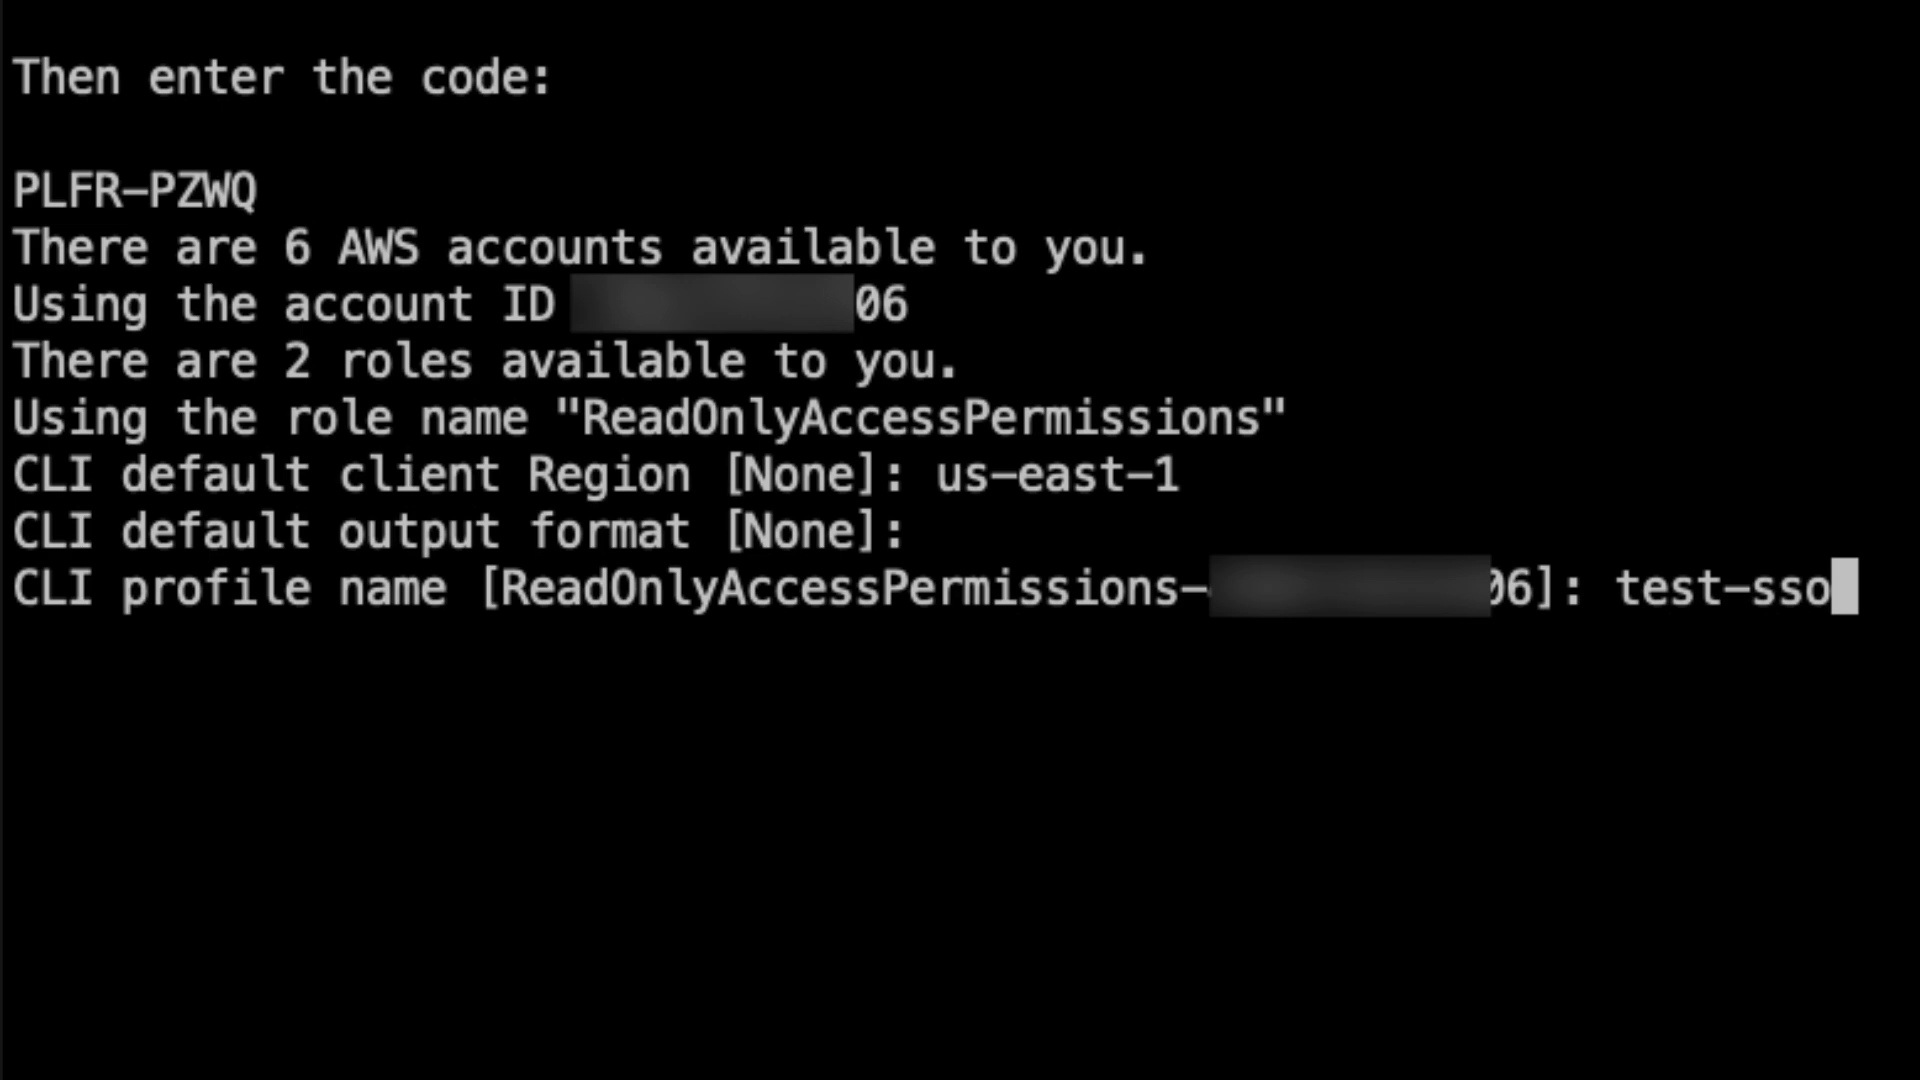 Then enter the code:
PLFR-PZWQ
There are 6 AWS accounts available to you.
Using the account ID 06
There are 2 roles available to you.
Using the role name "ReadOnlyAccessPermissions"
CLI default client Region [None]: us-east-1
CLI default output format [None]:
CLI profile name [ReadOnlyAccessPermissions-06]: test-sso